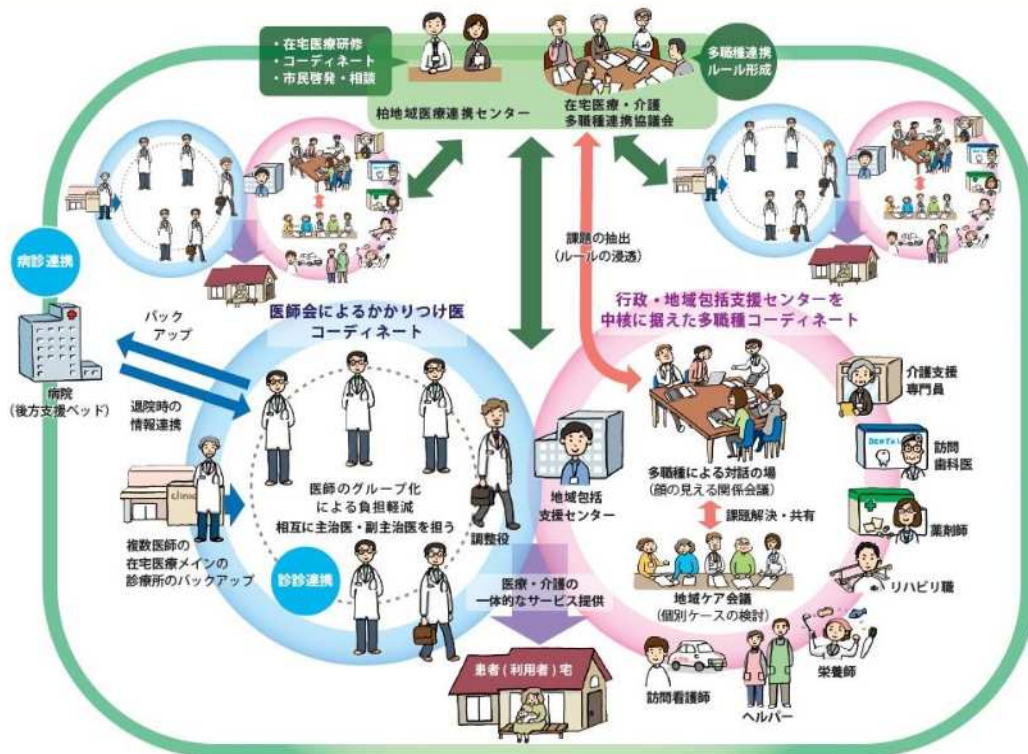 ・在宅医療研修
・コーディネート
・市民啓発・相談
柏地域医療連携センター
在宅医療・介護
多職種連携協議会
多職種連携
ルール形成
課題の抽出
(ルールの浸透)
病診連携
バック
アップ
病院
(後方支援ベッド)
退院時の
情報連携
医師会によるかかりつけ医
コーディネート
行政・地域包括支援センターを
中核に据えた多職種コーディネート
clinic
複数医師の
在宅医療メインの
診療所のバックアップ
医師のグループ化
による負担軽減
相互に主治医・副主治医を担う
診診連携
調整役
地域包括
支援センター
多職種による対話の場
(顔の見える関係会議)
課題解決・共有
地域ケア会議
(個別ケースの検討)
医療・介護の
一体的なサービス提供
患者(利用者)宅
介護支援
専門員
DENTAL
訪問
歯科医
薬剤師
リハビリ職
栄養師
ヘルパー
訪問看護師